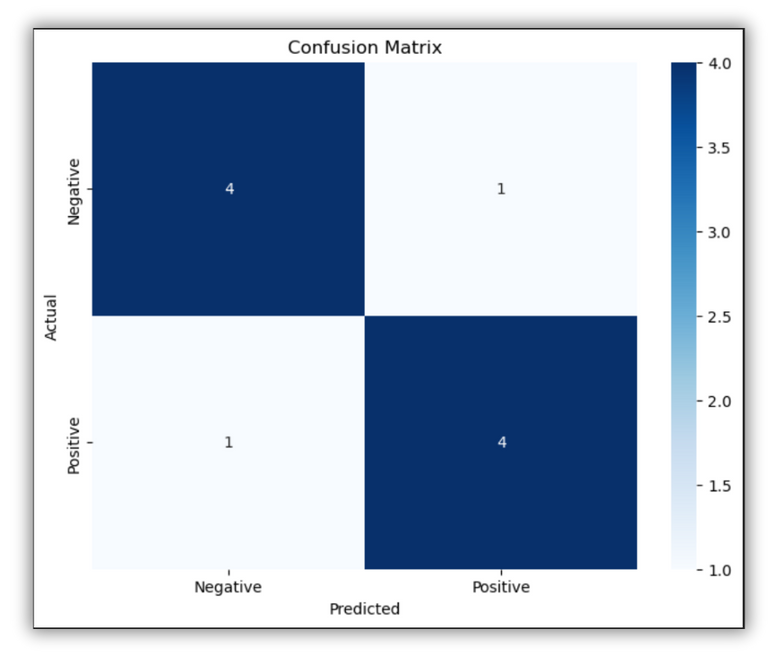 Confusion Matrix
Actual
Negative
Positive
4 1
1 4
Negative Positive
Predicted
4.0
3.5
3.0
2.5
2.0
1.5
1.0